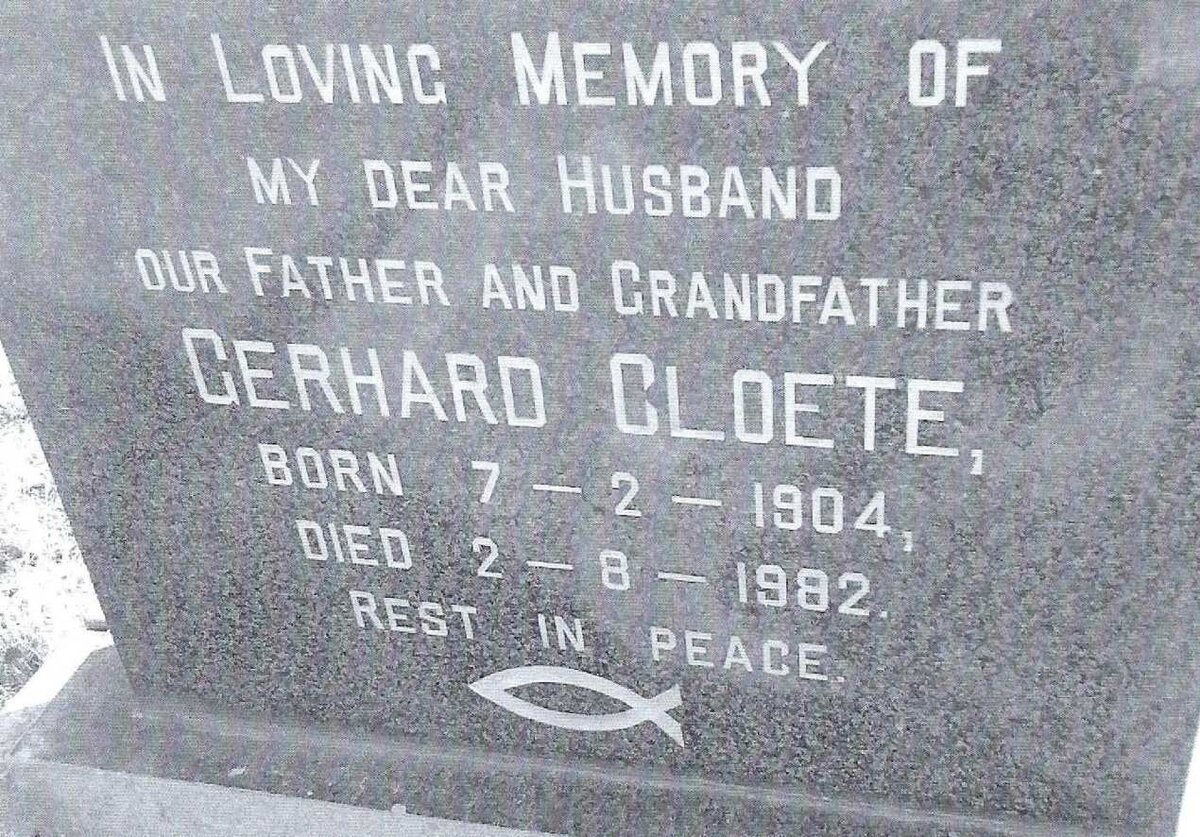 In Loving Memory of
my dear Husband
our Father and Grandfather
Gerhard Cloete,
Born 7 – 2 – 1904,
Died 2 – 8 – 1982.
Rest in peace.